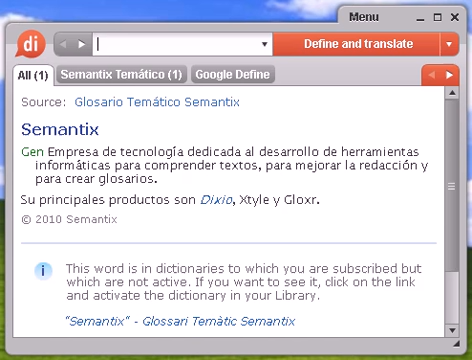 Menu
di
Define and translate
All (1)
Semantix Temático (1)
Google Define
Source: Glosario Temático Semantix
Semantix
Gen Empresa de tecnología dedicada al desarrollo de herramientas
informáticas para comprender textos, para mejorar la redacción y
para crear glosarios.
Su principales productos son Dixio, Xtyle y Gloxr.
© 2010 Semantix
i
This word is in dictionaries to which you are subscribed but
which are not active. If you want to see it, click on the link
and activate the dictionary in your Library.
"Semantix" - Glossari Temàtic Semantix